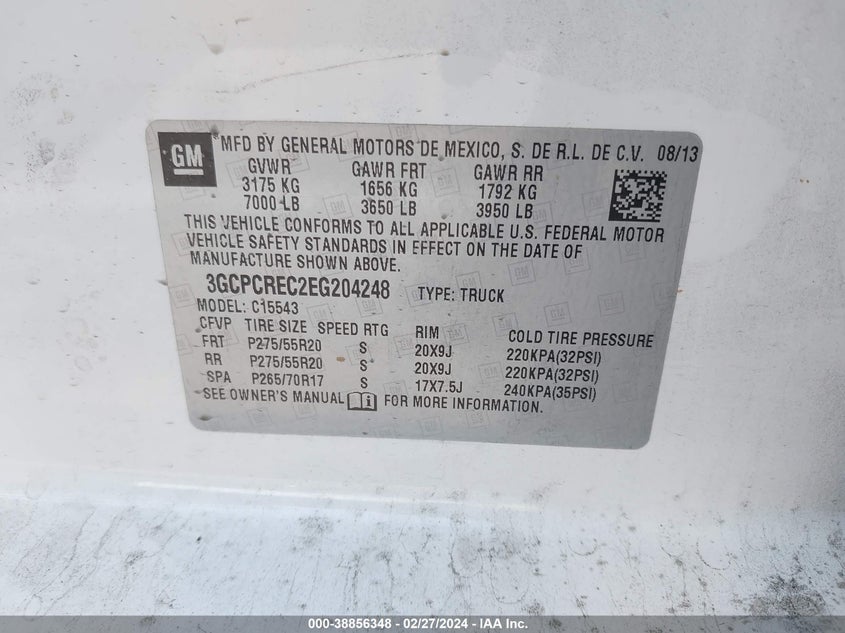 GM
MFD BY GENERAL MOTORS DE MEXICO, S. DE R.L. DE C.V. 08/13
GVWR GAWR FRT GAWR RR
3175 KG 1656 KG 1792 KG
7000 LB 3650 LB 3950 LB
THIS VEHICLE CONFORMS TO ALL APPLICABLE U.S. FEDERAL MOTOR
VEHICLE SAFETY STANDARDS IN EFFECT ON THE DATE OF
MANUFACTURE SHOWN ABOVE.
3GCPCREC2EG204248 TYPE: TRUCK
MODEL: C15543
CFVP TIRE SIZE SPEED RTG RIM COLD TIRE PRESSURE
FRT P275/55R20 S 20X9J 220KPA(32PSI)
RR P275/55R20 S 20X9J 220KPA(32PSI)
SPA P265/70R17 S 17X7.5J 240KPA(35PSI)
SEE OWNER'S MANUAL FOR MORE INFORMATION.
000-38856348 - 02/27/2024 - IAA Inc.